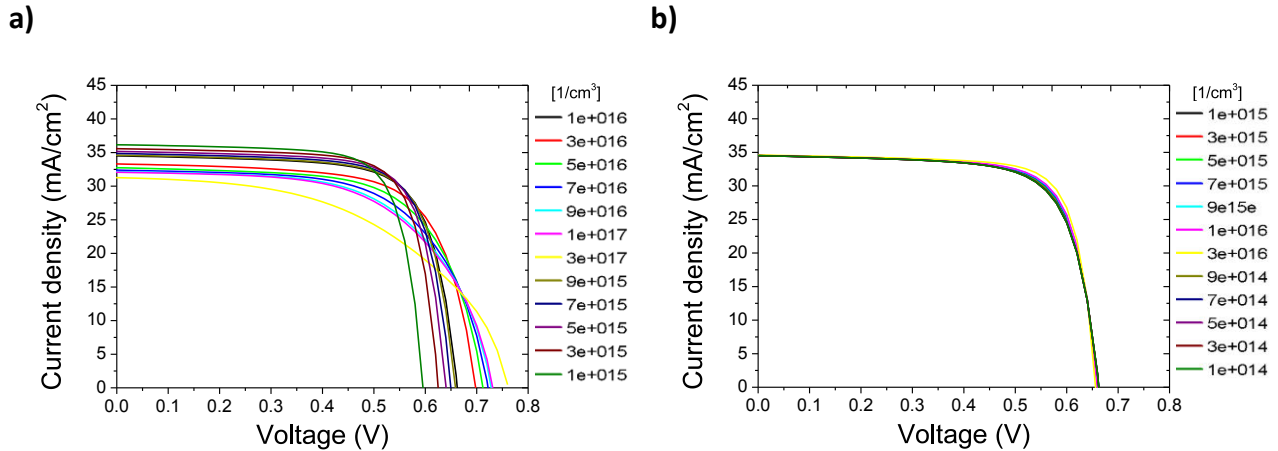 a)
Current density (mA/cm²)
45
40
35
30
25
20
15
10
5
0
0.0 0.1 0.2 0.3 0.4 0.5 0.6 0.7 0.8
Voltage (V)
[1/cm³]
1e+016
3e+016
5e+016
7e+016
9e+016
1e+017
3e+017
9e+015
7e+015
5e+015
3e+015
1e+015
b)
Current density (mA/cm²)
45
40
35
30
25
20
15
10
5
0
0.0 0.1 0.2 0.3 0.4 0.5 0.6 0.7 0.8
Voltage (V)
[1/cm³]
1e+015
3e+015
5e+015
7e+015
9e15e
1e+016
3e+016
9e+014
7e+014
5e+014
3e+014
1e+014